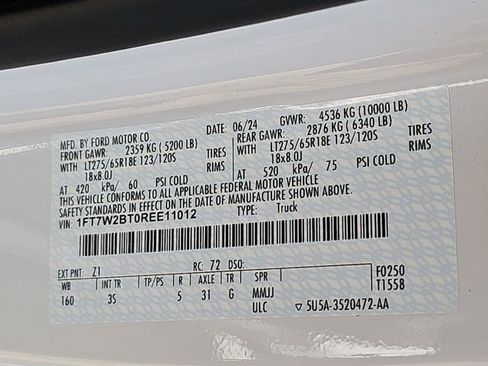 MFD. BY FORD MOTOR CO. DATE: 06/24 GVWR: 4536 KG (10000 LB)
FRONT GAWR: 2359 KG (5200 LB) REAR GAWR: 2876 KG (6340 LB)
WITH LT275/65R18E 123/120S TIRES WITH LT275/65R18E 123/120S TIRES
18x8.0J RIMS 18x8.0J RIMS
AT 420 kPa/ 60 PSI COLD AT 520 kPa/ 75 PSI COLD
THIS VEHICLE CONFORMS TO ALL APPLICABLE FEDERAL MOTOR VEHICLE
SAFETY STANDARDS IN EFFECT ON THE DATE OF MANUFACTURE SHOWN ABOVE.
VIN: 1FT7W2BT0REE11012 TYPE: Truck
EXT PNT: Z1 RC: 72 DSO: F0250
WB INT TR TP/PS R AXLE TR SPR T1558
160 3S 5 31 G MMJJ
ULC ▽ 5U5A-3520472-AA